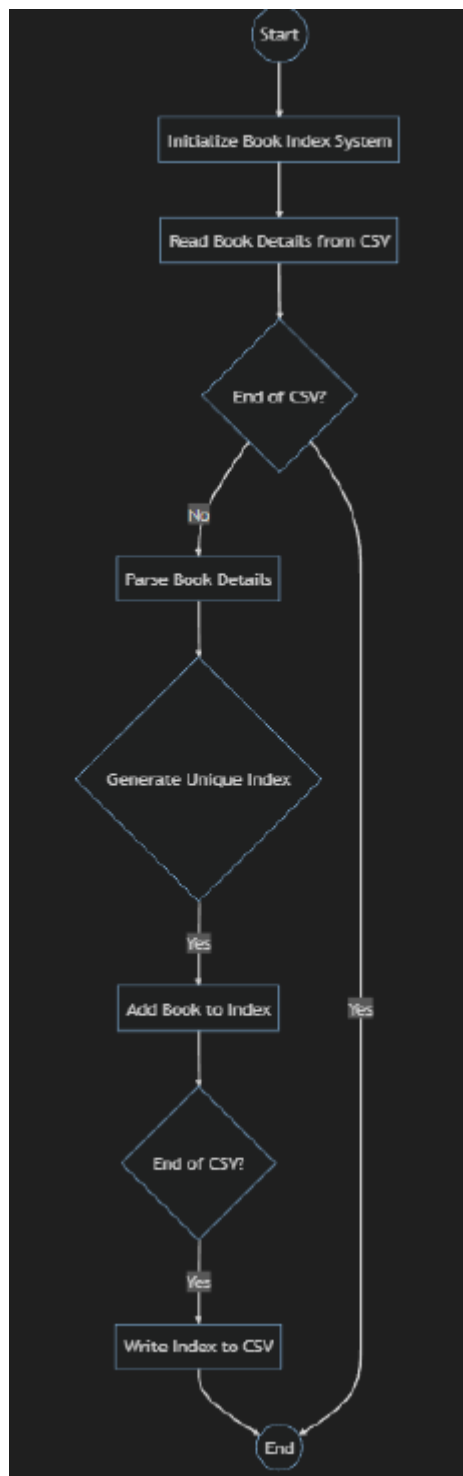 Start
Initialize Book Index System
Read Book Details from CSV
End of CSV?
No
Parse Book Details
Generate Unique Index
Yes
Add Book to Index
Yes
End of CSV?
Yes
Write Index to CSV
End